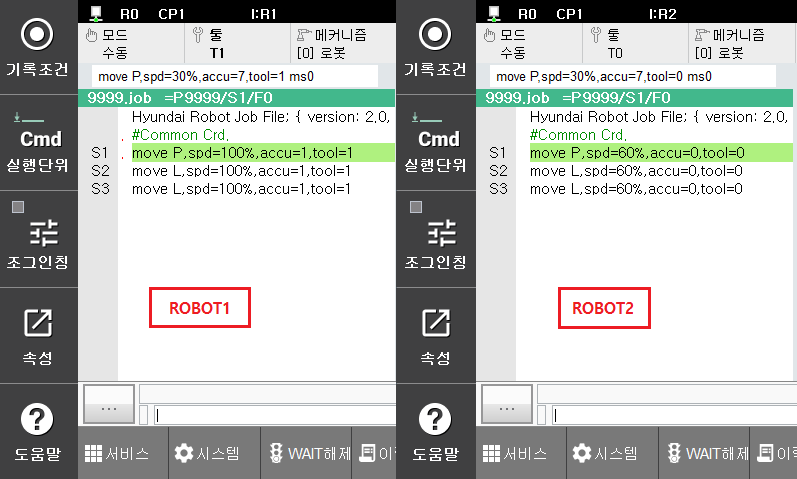 R0 CP1 I:R1
기록조건
모드
수동
툴
T1
메커니즘
[0] 로봇
move P,spd=30%,accu=7,tool=1 ms0
9999.job =P9999/S1/F0
Hyundai Robot Job File; { version: 2.0,
#Common Crd.
S1 move P,spd=100%,accu=1,tool=1
S2 move L,spd=100%,accu=1,tool=1
S3 move L,spd=100%,accu=1,tool=1
Cmd
실행단위
조그인칭
속성
도움말
ROBOT1
...
서비스
시스템
WAIT해제
R0 CP1 I:R2
기록조건
모드
수동
툴
T0
메커니즘
[0] 로봇
move P,spd=30%,accu=7,tool=0 ms0
9999.job =P9999/S1/F0
Hyundai Robot Job File; { version: 2.0,
#Common Crd.
S1 move P,spd=60%,accu=0,tool=0
S2 move L,spd=60%,accu=0,tool=0
S3 move L,spd=60%,accu=0,tool=0
Cmd
실행단위
조그인칭
속성
도움말
ROBOT2
...
서비스
시스템
WAIT해제